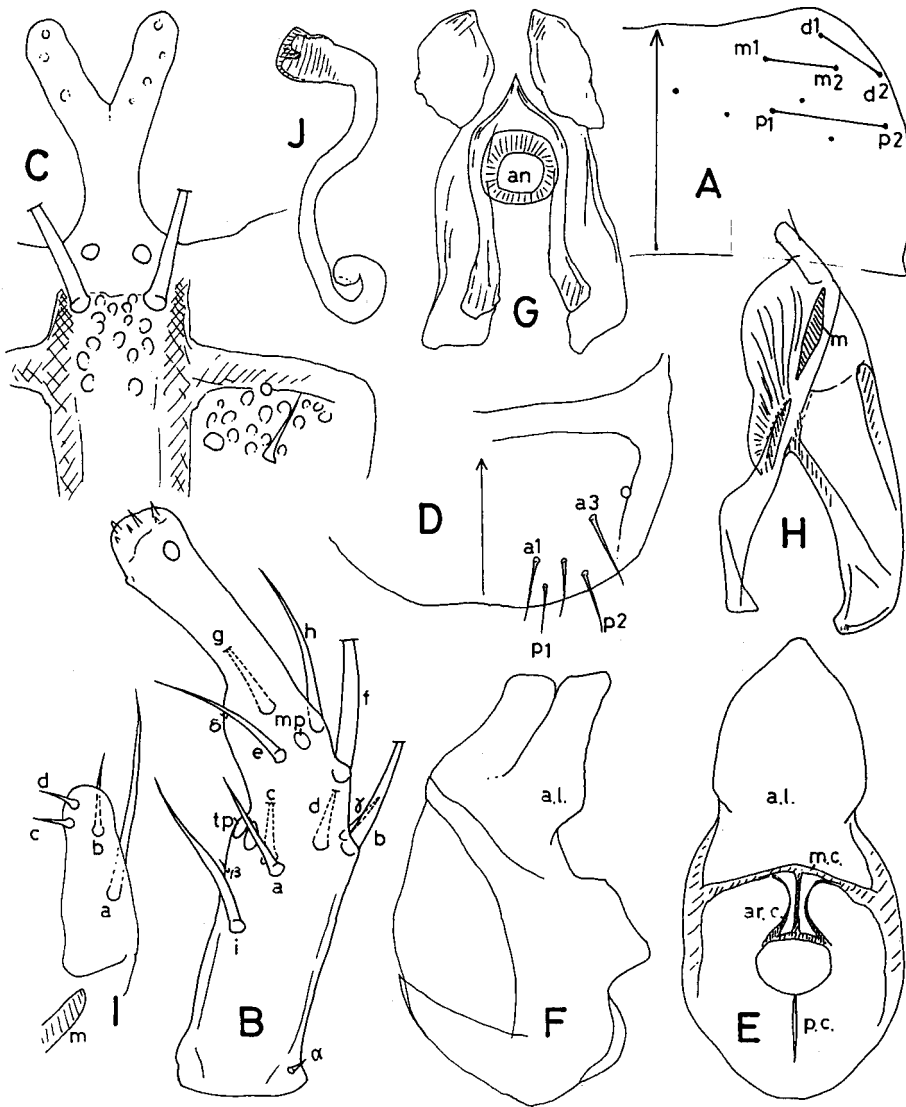 C
J
G
an
A
d1
d2
m1
m2
p1
p2
H
m
D
a1
a3
p1
p2
B
g
h
f
mp
δ
e
c
d
γ
b
tp
a
β
i
α
I
d
c
b
a
m
F
a.l.
E
a.l.
m.c.
ar.c.
p.c.